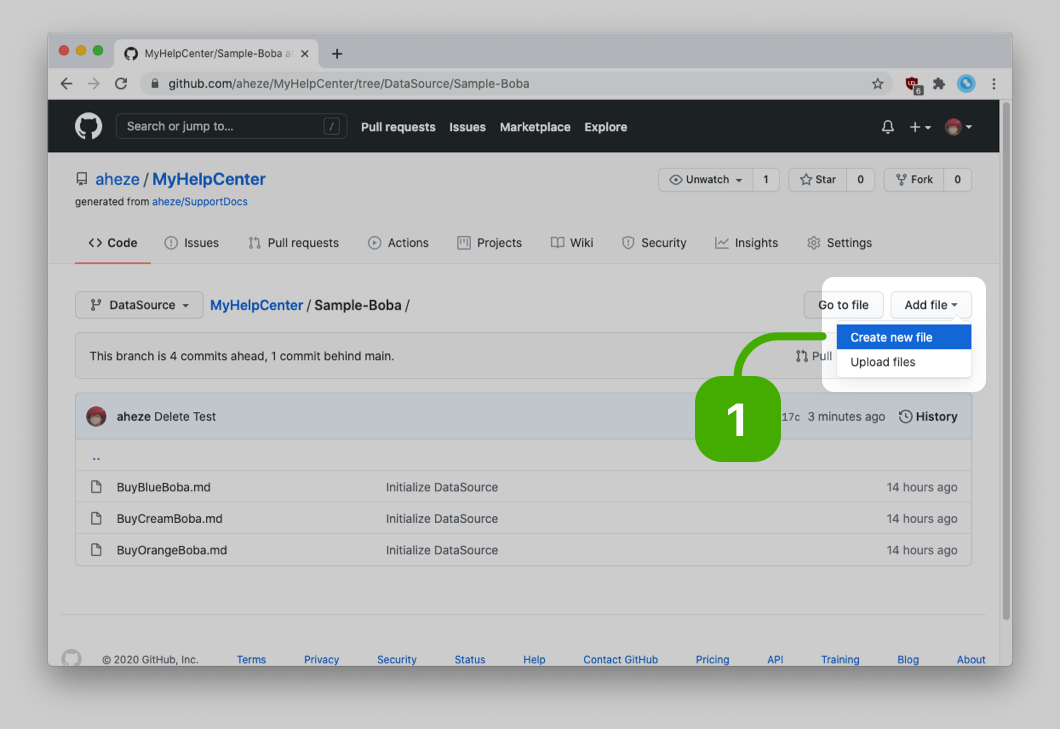 MyHelpCenter/Sample-Boba a
github.com/aheze/MyHelpCenter/tree/DataSource/Sample-Boba
6
Search or jump to... /
Pull requests Issues Marketplace Explore
aheze / MyHelpCenter
Unwatch 1 Star 0 Fork 0
generated from aheze/SupportDocs
Code Issues Pull requests Actions Projects Wiki Security Insights Settings
DataSource MyHelpCenter / Sample-Boba / Go to file Add file
Create new file
This branch is 4 commits ahead, 1 commit behind main. Pull
Upload files
1
aheze Delete Test 17c 3 minutes ago History
..
BuyBlueBoba.md Initialize DataSource 14 hours ago
BuyCreamBoba.md Initialize DataSource 14 hours ago
BuyOrangeBoba.md Initialize DataSource 14 hours ago
© 2020 GitHub, Inc. Terms Privacy Security Status Help Contact GitHub Pricing API Training Blog About